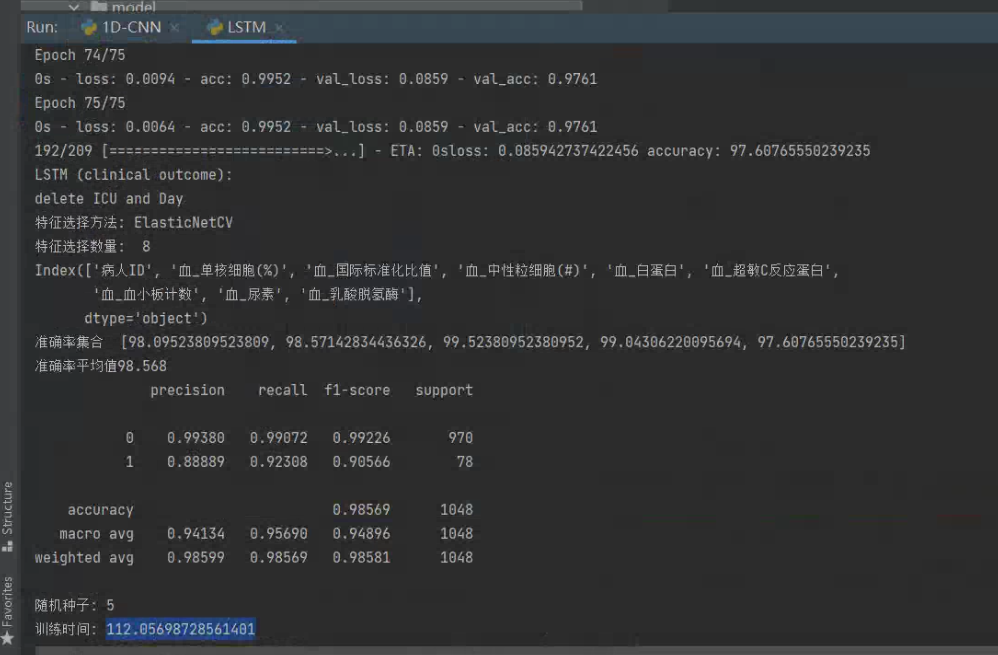 model
Run: 1D-CNN × LSTM ×
Epoch 74/75
0s - loss: 0.0094 - acc: 0.9952 - val_loss: 0.0859 - val_acc: 0.9761
Epoch 75/75
0s - loss: 0.0064 - acc: 0.9952 - val_loss: 0.0859 - val_acc: 0.9761
192/209 [==========================>...] - ETA: 0sloss: 0.085942737422456 accuracy: 97.60765550239235
LSTM (clinical outcome):
delete ICU and Day
特征选择方法: ElasticNetCV
特征选择数量: 8
Index(['病人ID', '血_单核细胞(%)', '血_国际标准化比值', '血_中性粒细胞(#)', '血_白蛋白', '血_超敏C反应蛋白',
'血_血小板计数', '血_尿素', '血_乳酸脱氢酶'],
dtype='object')
准确率集合 [98.09523809523809, 98.57142834436326, 99.52380952380952, 99.04306220095694, 97.60765550239235]
准确率平均值98.568
precision recall f1-score support
0 0.99380 0.99072 0.99226 970
1 0.88889 0.92308 0.90566 78
accuracy 0.98569 1048
macro avg 0.94134 0.95690 0.94896 1048
weighted avg 0.98599 0.98569 0.98581 1048
随机种子: 5
训练时间: 112.05698728561401
Structure
Favorites